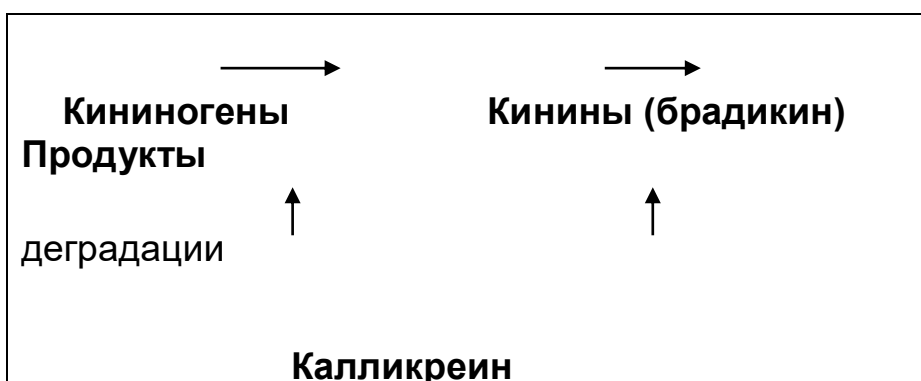 Кининогены Кинины (брадикин)
Продукты
деградации
Калликреин